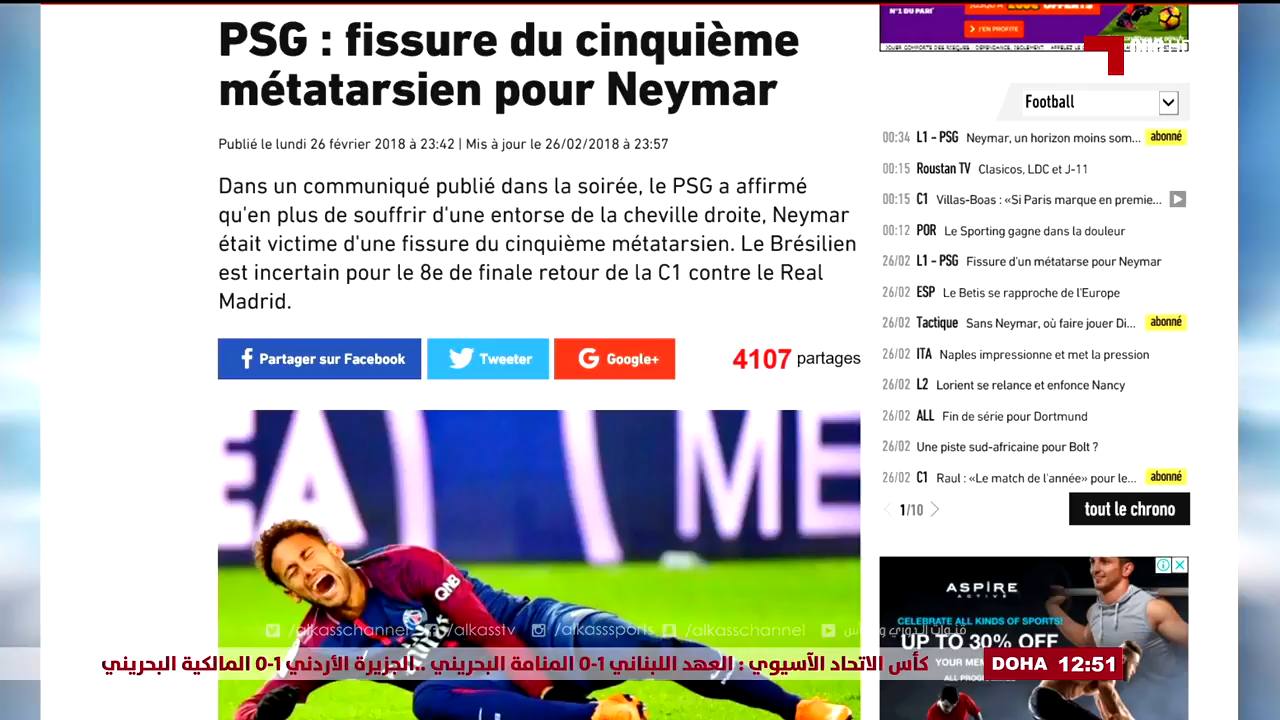 PSG : fissure du cinquième
métatarsien pour Neymar
Publié le lundi 26 février 2018 à 23:42 | Mis à jour le 26/02/2018 à 23:57
Dans un communiqué publié dans la soirée, le PSG a affirmé
qu'en plus de souffrir d'une entorse de la cheville droite, Neymar
était victime d'une fissure du cinquième métatarsien. Le Brésilien
est incertain pour le 8e de finale retour de la C1 contre le Real
Madrid.
Partager sur Facebook
Tweeter
Google+
4107 partages
EA
M
QNB
N°1 DU PARI
OFFERTS
J'EN PROFITE
Football
00:34 L1 - PSG Neymar, un horizon moins som... abonné
00:15 Roustan TV Clasicos, LDC et J-11
00:15 C1 Villas-Boas : «Si Paris marque en premie...
00:12 POR Le Sporting gagne dans la douleur
26/02 L1 - PSG Fissure d'un métatarse pour Neymar
26/02 ESP Le Betis se rapproche de l'Europe
26/02 Tactique Sans Neymar, où faire jouer Di... abonné
26/02 ITA Naples impressionne et met la pression
26/02 L2 Lorient se relance et enfonce Nancy
26/02 ALL Fin de série pour Dortmund
26/02 Une piste sud-africaine pour Bolt ?
26/02 C1 Raul : «Le match de l'année» pour le... abonné
1/10
tout le chrono
ASPIRE
ACTIVE
CELEBRATE ALL KINDS OF SPORTS!
UP TO 30% OFF
/alkasschannel
/alkasstv
/alkasssports
/alkasschannel
كأس الاتحاد الآسيوي : العهد اللبناني 1-0 المنامة البحريني ..الجزيرة الأردني 1-0 المالكية البحريني
DOHA 12:51